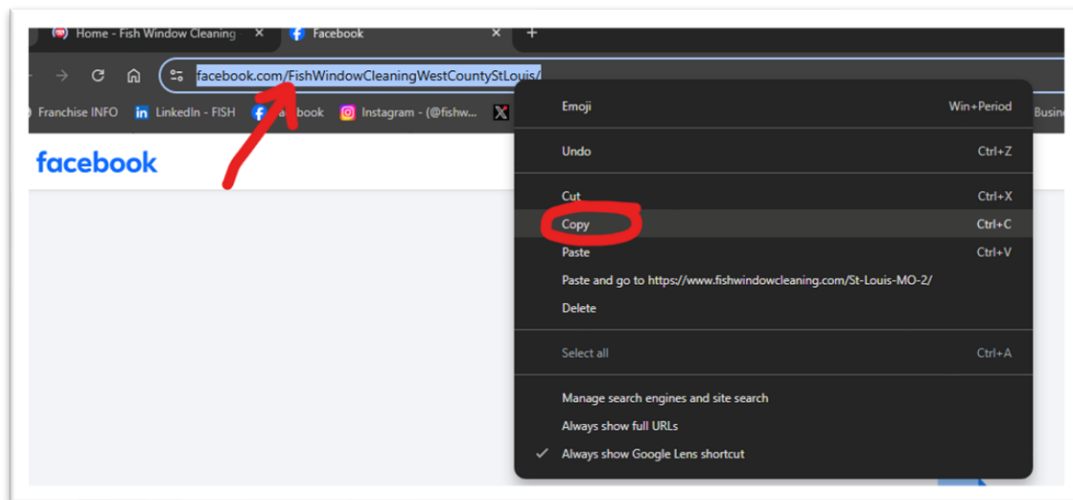 Home - Fish Window Cleaning
Facebook
facebook.com/FishWindowCleaningWestCountyStLouis/
Franchise INFO LinkedIn - FISH Instagram - (@fishw...
facebook
Emoji Win+Period
Undo Ctrl+Z
Cut Ctrl+X
Copy Ctrl+C
Paste Ctrl+V
Paste and go to https://www.fishwindowcleaning.com/St-Louis-MO-2/
Delete
Select all Ctrl+A
Manage search engines and site search
Always show full URLs
Always show Google Lens shortcut